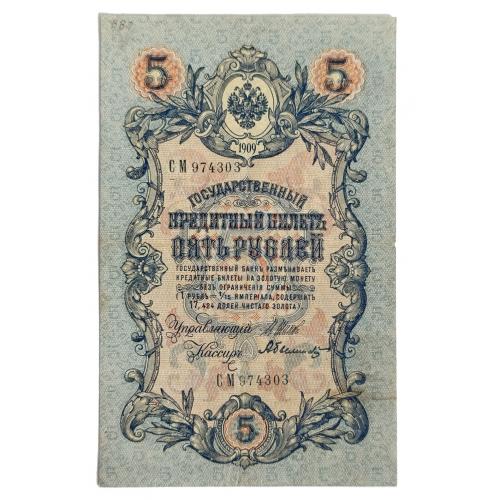 887
5 5
1909
СМ 974303
ГОСУДАРСТВЕННЫЙ
КРЕДИТНЫЙ БИЛЕТЪ
ПЯТЬ РУБЛЕЙ
ГОСУДАРСТВЕННЫЙ БАНКЪ РАЗМѢНИВАЕТЪ
КРЕДИТНЫЕ БИЛЕТЫ НА ЗОЛОТУЮ МОНЕТУ
БЕЗЪ ОГРАНИЧЕНІЯ СУММЫ
(1 РУБЛЬ = 1/15 ИМПЕРІАЛА, СОДЕРЖИТЪ
17,424 ДОЛЕЙ ЧИСТАГО ЗОЛОТА).
Управляющій
Кассиръ
СМ 974303
5